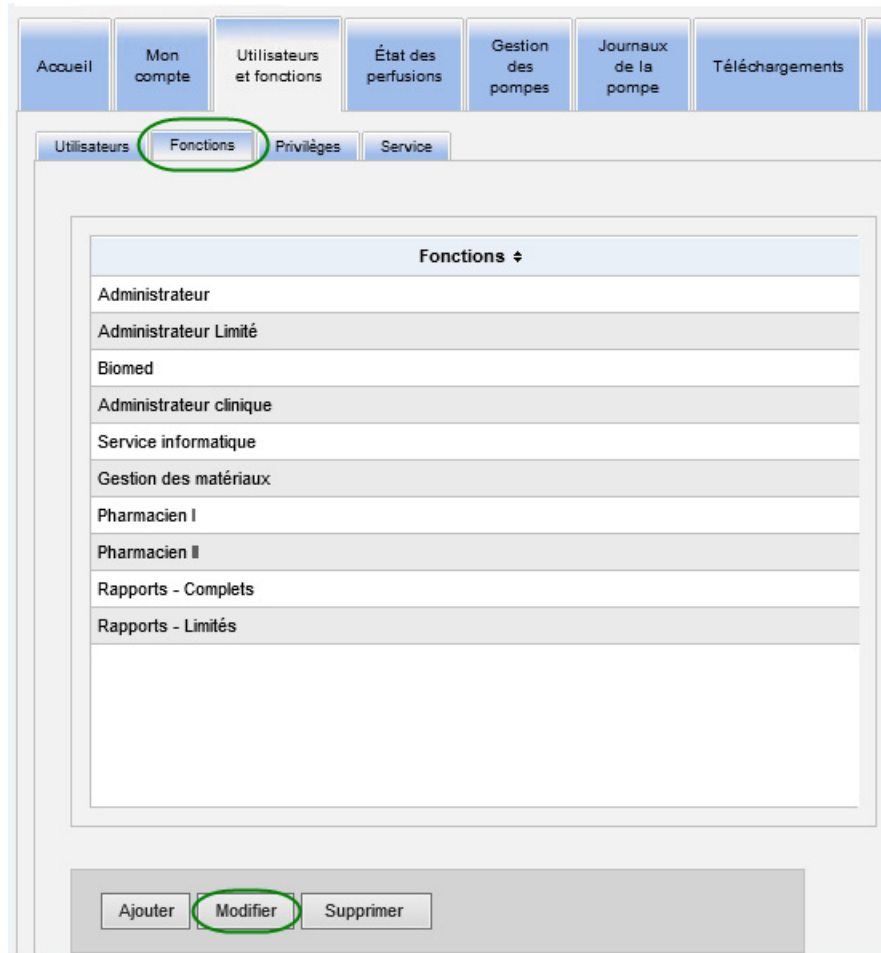 Accueil
Mon
compte
Utilisateurs
et fonctions
État des
perfusions
Gestion
des
pompes
Journaux
de la
pompe
Téléchargements
Utilisateurs
Fonctions
Privilèges
Service
Fonctions
Administrateur
Administrateur Limité
Biomed
Administrateur clinique
Service informatique
Gestion des matériaux
Pharmacien I
Pharmacien II
Rapports - Complets
Rapports - Limités
Ajouter
Modifier
Supprimer